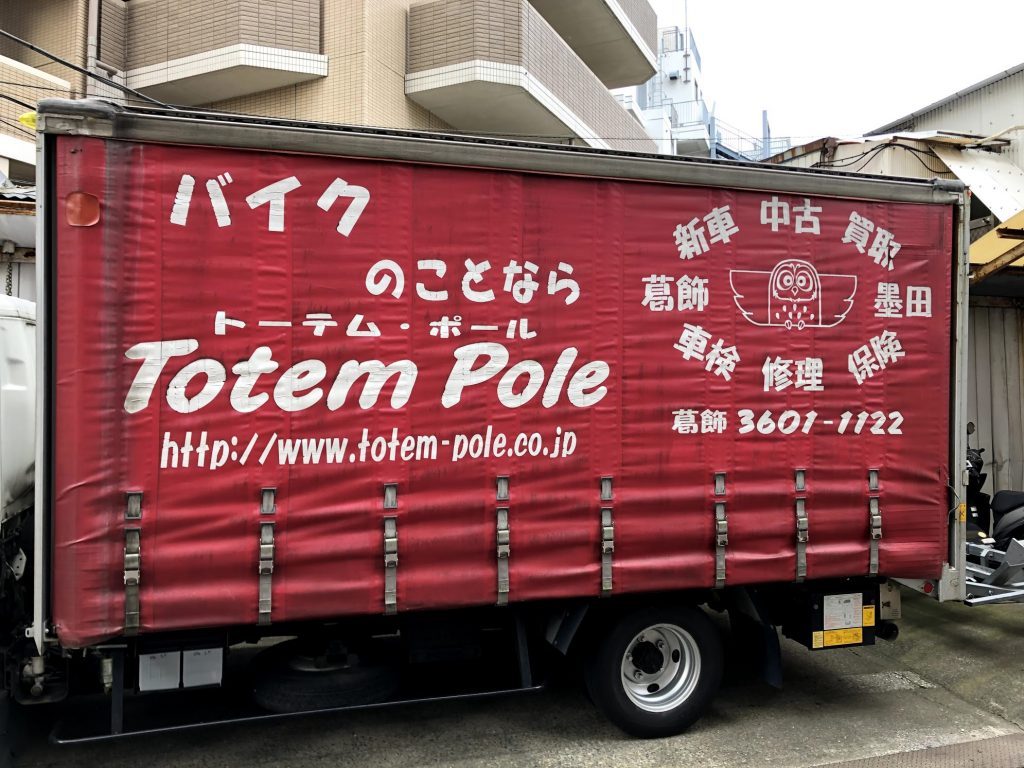 バイク
のことなら
トーテム・ポール
Totem Pole
http://www.totem-pole.co.jp
新車 中古 買取
葛飾 墨田
車検 修理 保険
葛飾 3601-1122